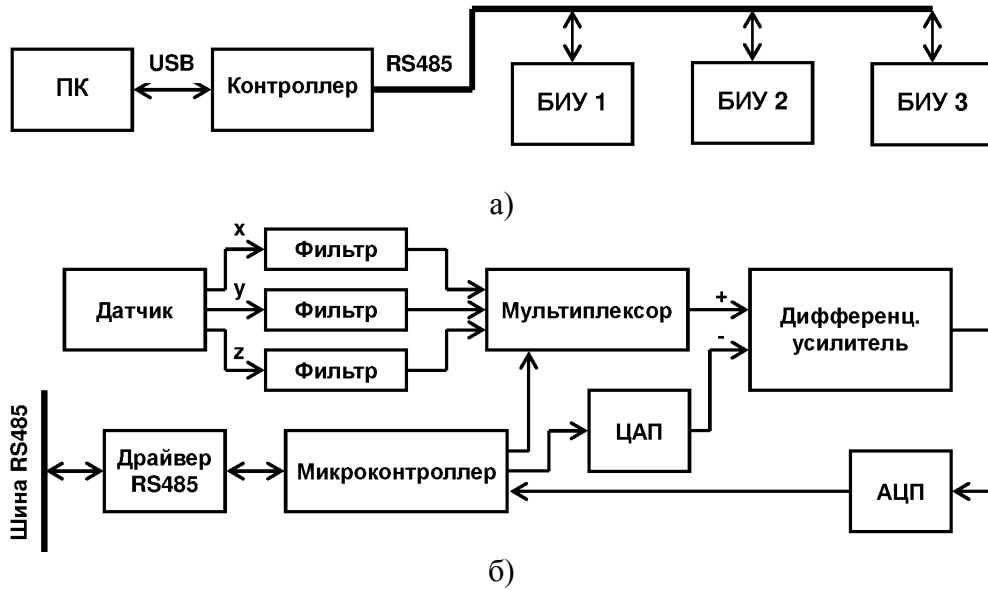 ПК
USB
Контроллер
RS485
БИУ 1
БИУ 2
БИУ 3
а)
Датчик
x
y
z
Фильтр
Фильтр
Фильтр
Мультиплексор
+
-
Дифференц.
усилитель
Шина RS485
Драйвер
RS485
Микроконтроллер
ЦАП
АЦП
б)